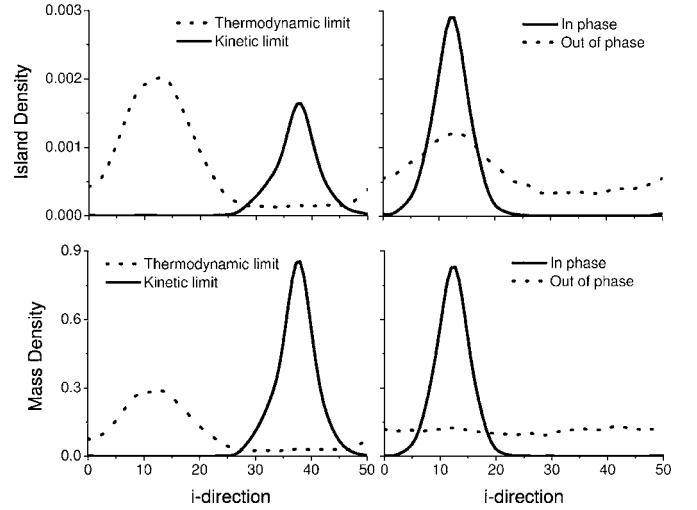 0.003
0.002
0.001
0.000
Island Density
Thermodynamic limit
Kinetic limit
In phase
Out of phase
0.9
0.6
0.3
0.0
Mass Density
Thermodynamic limit
Kinetic limit
In phase
Out of phase
0 10 20 30 40 50
0 10 20 30 40 50
i-direction
i-direction